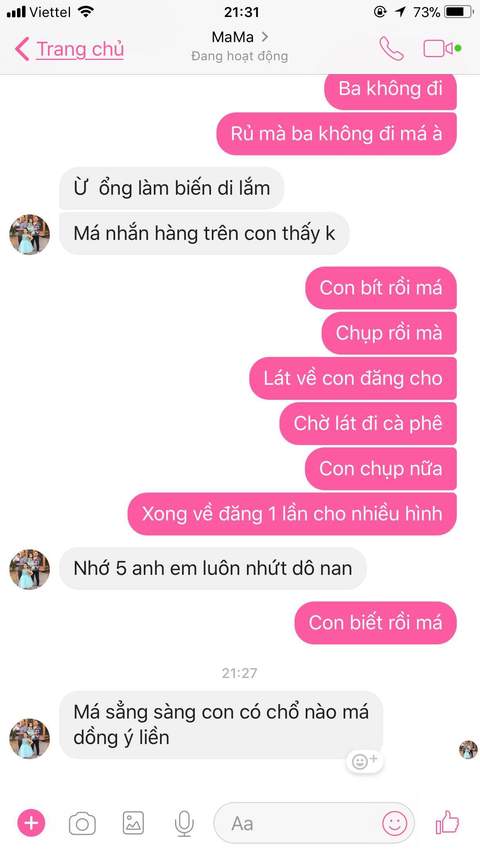 Viettel 21:31 73%
Trang chủ MaMa
Đang hoạt động
Ba không đi
Rủ mà ba không đi má à
Ừ ổng làm biến di lắm
Má nhắn hàng trên con thấy k
Con bít rồi má
Chụp rồi mà
Lát về con đăng cho
Chờ lát đi cà phê
Con chụp nữa
Xong về đăng 1 lần cho nhiều hình
Nhớ 5 anh em luôn nhứt dô nan
Con biết rồi má
21:27
Má sẳng sàng con có chổ nào má
dồng ý liền
Aa